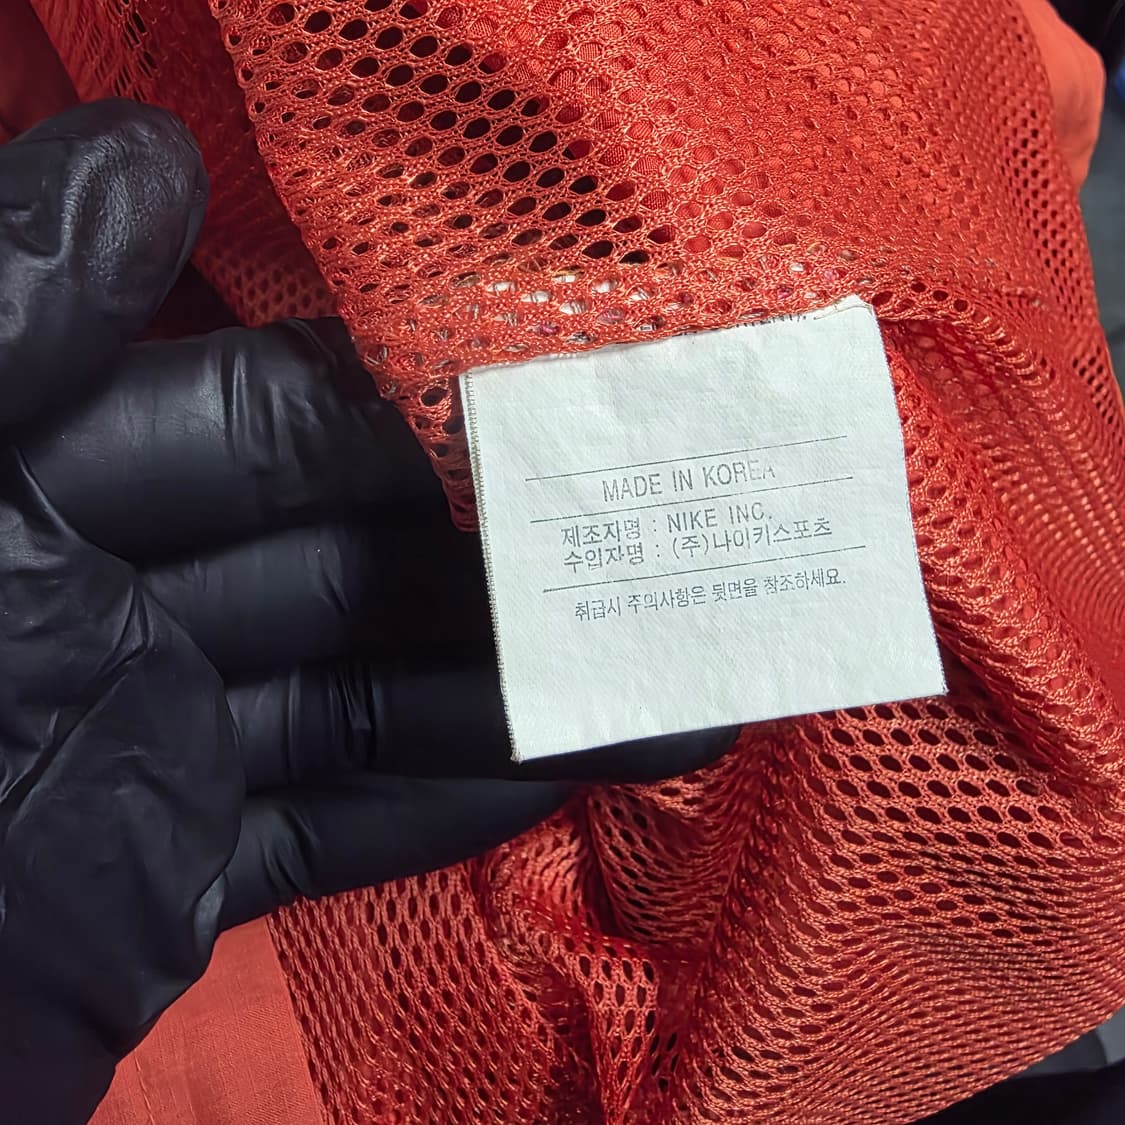 MADE IN KOREA
제조자명 : NIKE INC.
수입자명 : (주)나이키스포츠
취급시 주의사항은 뒷면을 참조하세요.